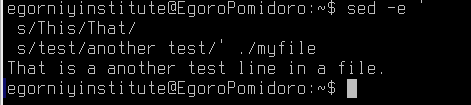 egorniyinstitute@EgoroPomidoro:~$ sed -e '
s/This/That/
s/test/another test/' ./myfile
That is a another test line in a file.
egorniyinstitute@EgoroPomidoro:~$